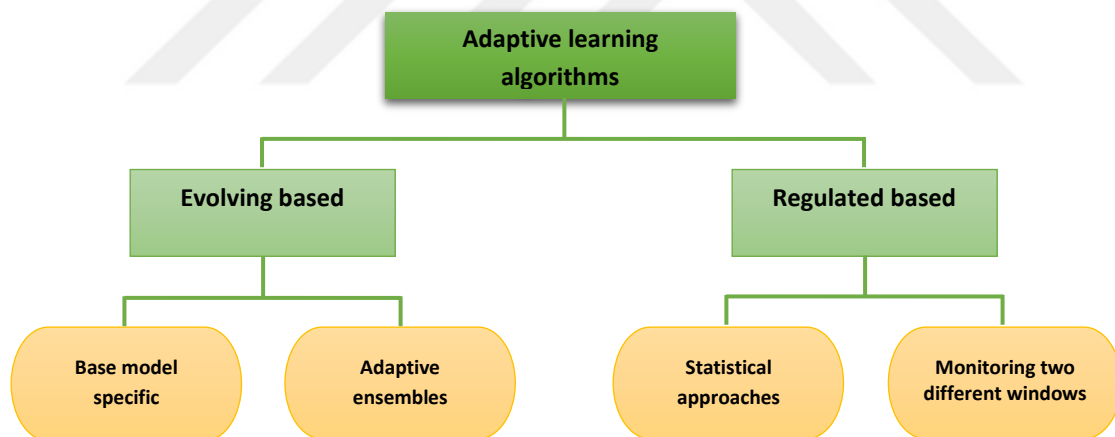 Adaptive learning
algorithms
Evolving based
Regulated based
Base model
specific
Adaptive
ensembles
Statistical
approaches
Monitoring two
different windows